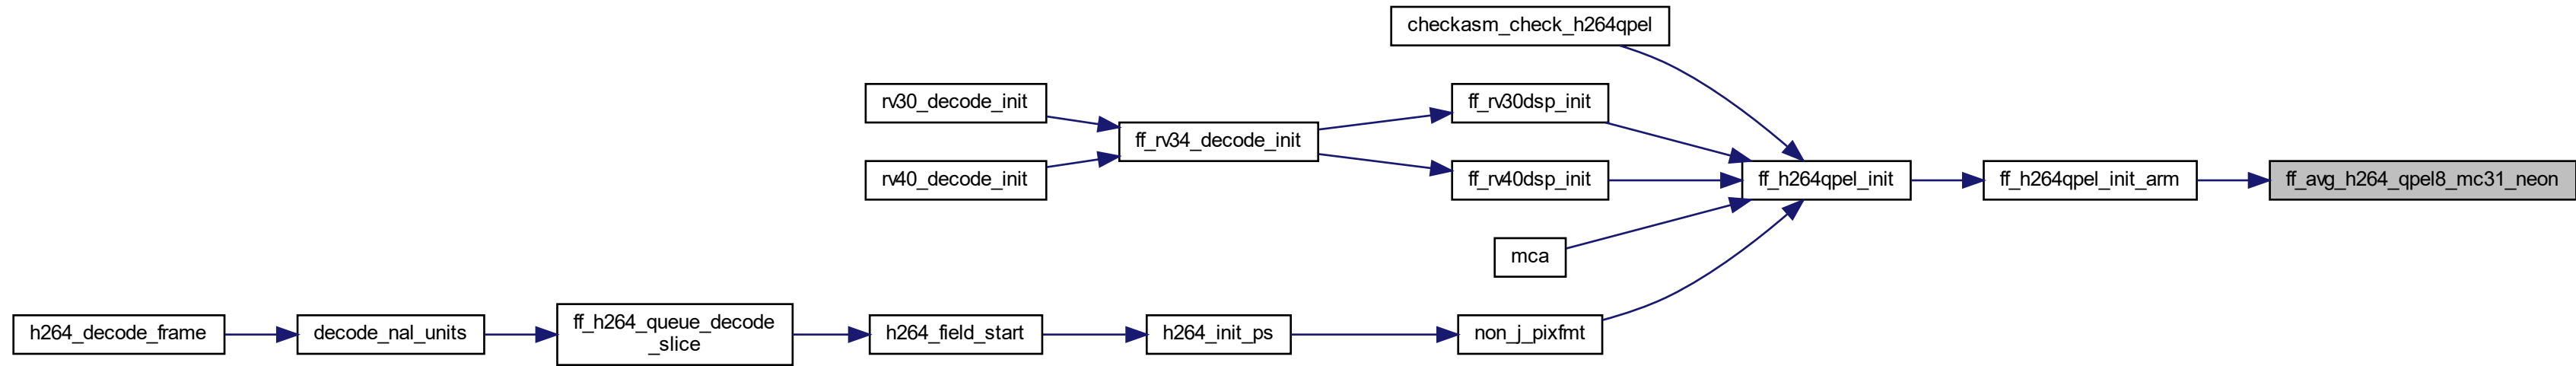 checkasm_check_h264qpel
rv30_decode_init
ff_rv30dsp_init
ff_rv34_decode_init
rv40_decode_init
ff_rv40dsp_init
ff_h264qpel_init
ff_h264qpel_init_arm
ff_avg_h264_qpel8_mc31_neon
mca
h264_decode_frame
decode_nal_units
ff_h264_queue_decode
_slice
h264_field_start
h264_init_ps
non_j_pixfmt